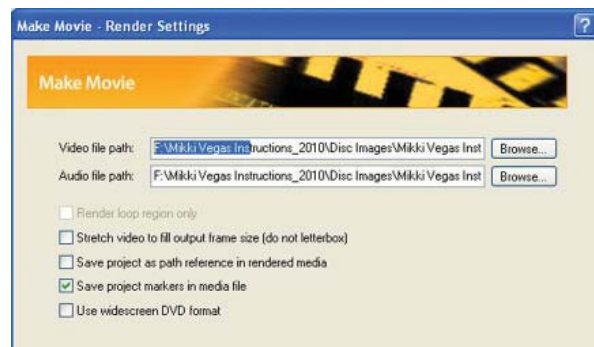 Make Movie - Render Settings
?
Make Movie
Video file path: F:\Mikki Vegas Instructions_2010\Disc Images\Mikki Vegas Inst Browse...
Audio file path: F:\Mikki Vegas Instructions_2010\Disc Images\Mikki Vegas Inst Browse...
Render loop region only
Stretch video to fill output frame size (do not letterbox)
Save project as path reference in rendered media
Save project markers in media file
Use widescreen DVD format